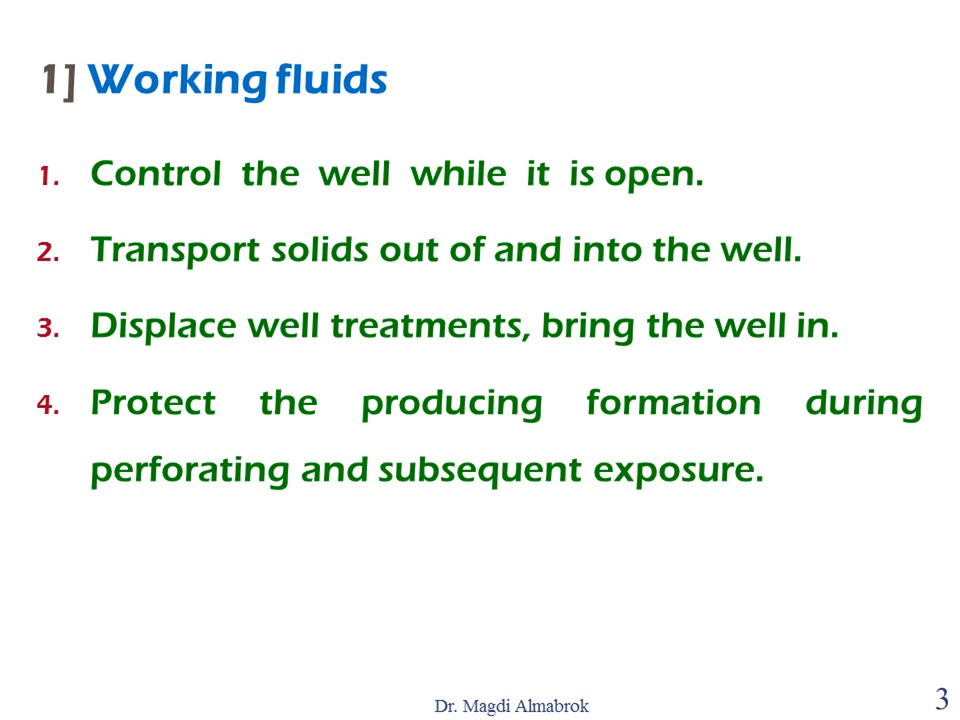 1] Working fluids
1. Control the well while it is open.
2. Transport solids out of and into the well.
3. Displace well treatments, bring the well in.
4. Protect the producing formation during
perforating and subsequent exposure.
Dr. Magdi Almabrok
3